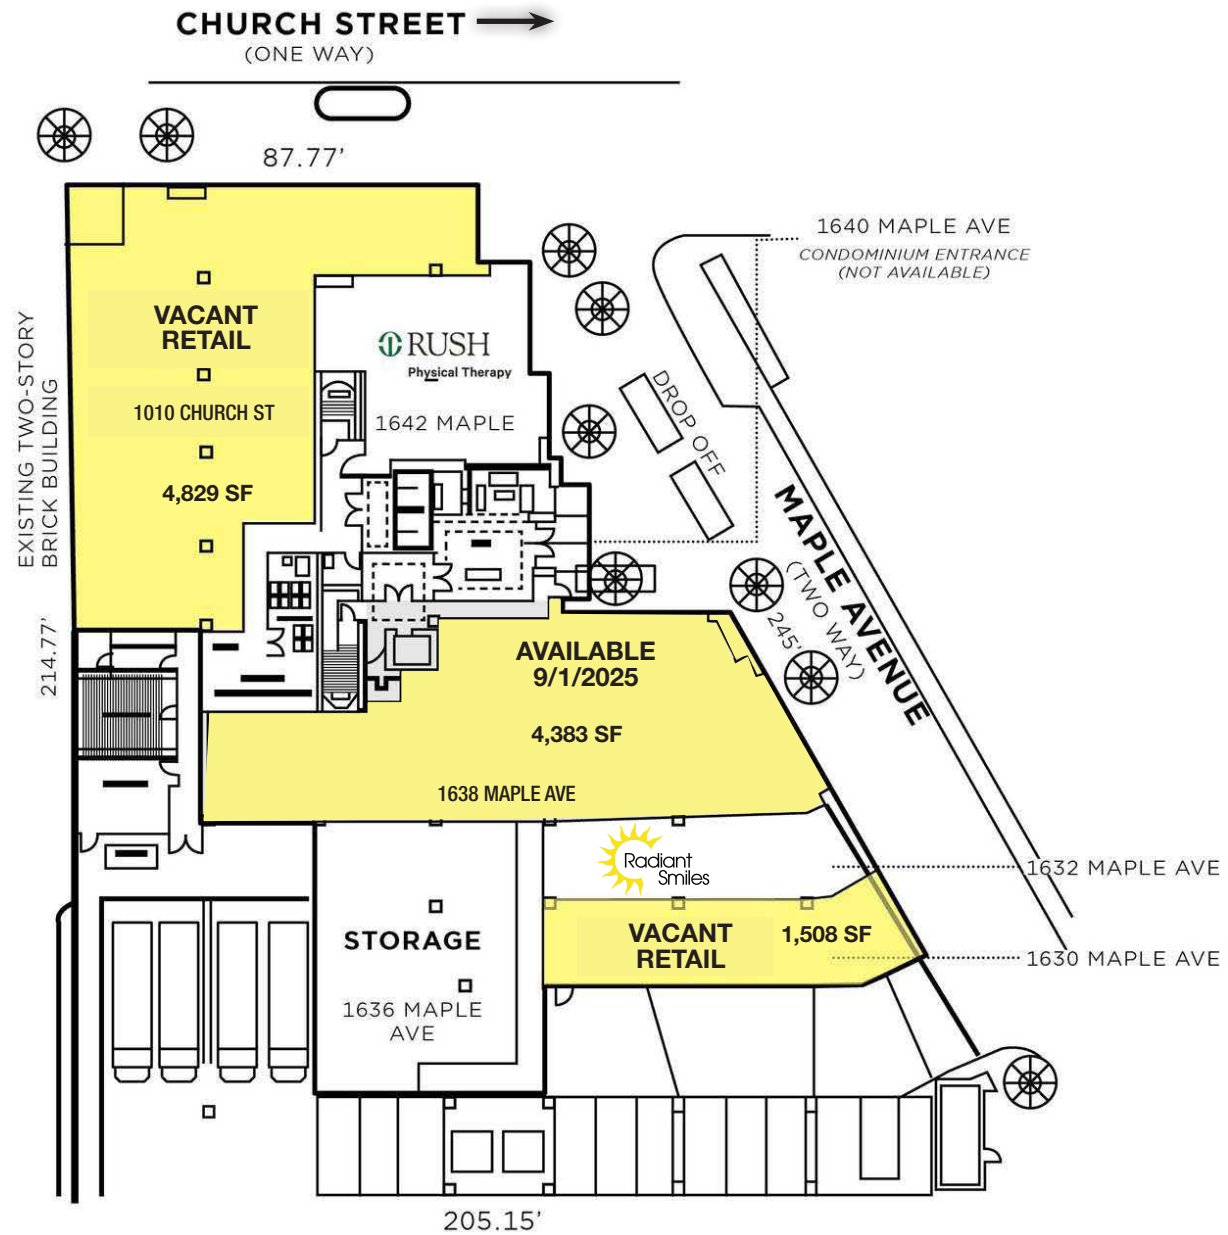 CHURCH STREET
(ONE WAY)
87.77'
1640 MAPLE AVE
CONDOMINIUM ENTRANCE
(NOT AVAILABLE)
EXISTING TWO-STORY
BRICK BUILDING
VACANT
RETAIL
1010 CHURCH ST
4,829 SF
RUSH
Physical Therapy
1642 MAPLE
DROP OFF
MAPLE AVENUE
(TWO WAY)
245'
214.77'
AVAILABLE
9/1/2025
4,383 SF
1638 MAPLE AVE
Radiant
Smiles
1632 MAPLE AVE
VACANT
RETAIL
1,508 SF
1630 MAPLE AVE
STORAGE
1636 MAPLE
AVE
205.15'